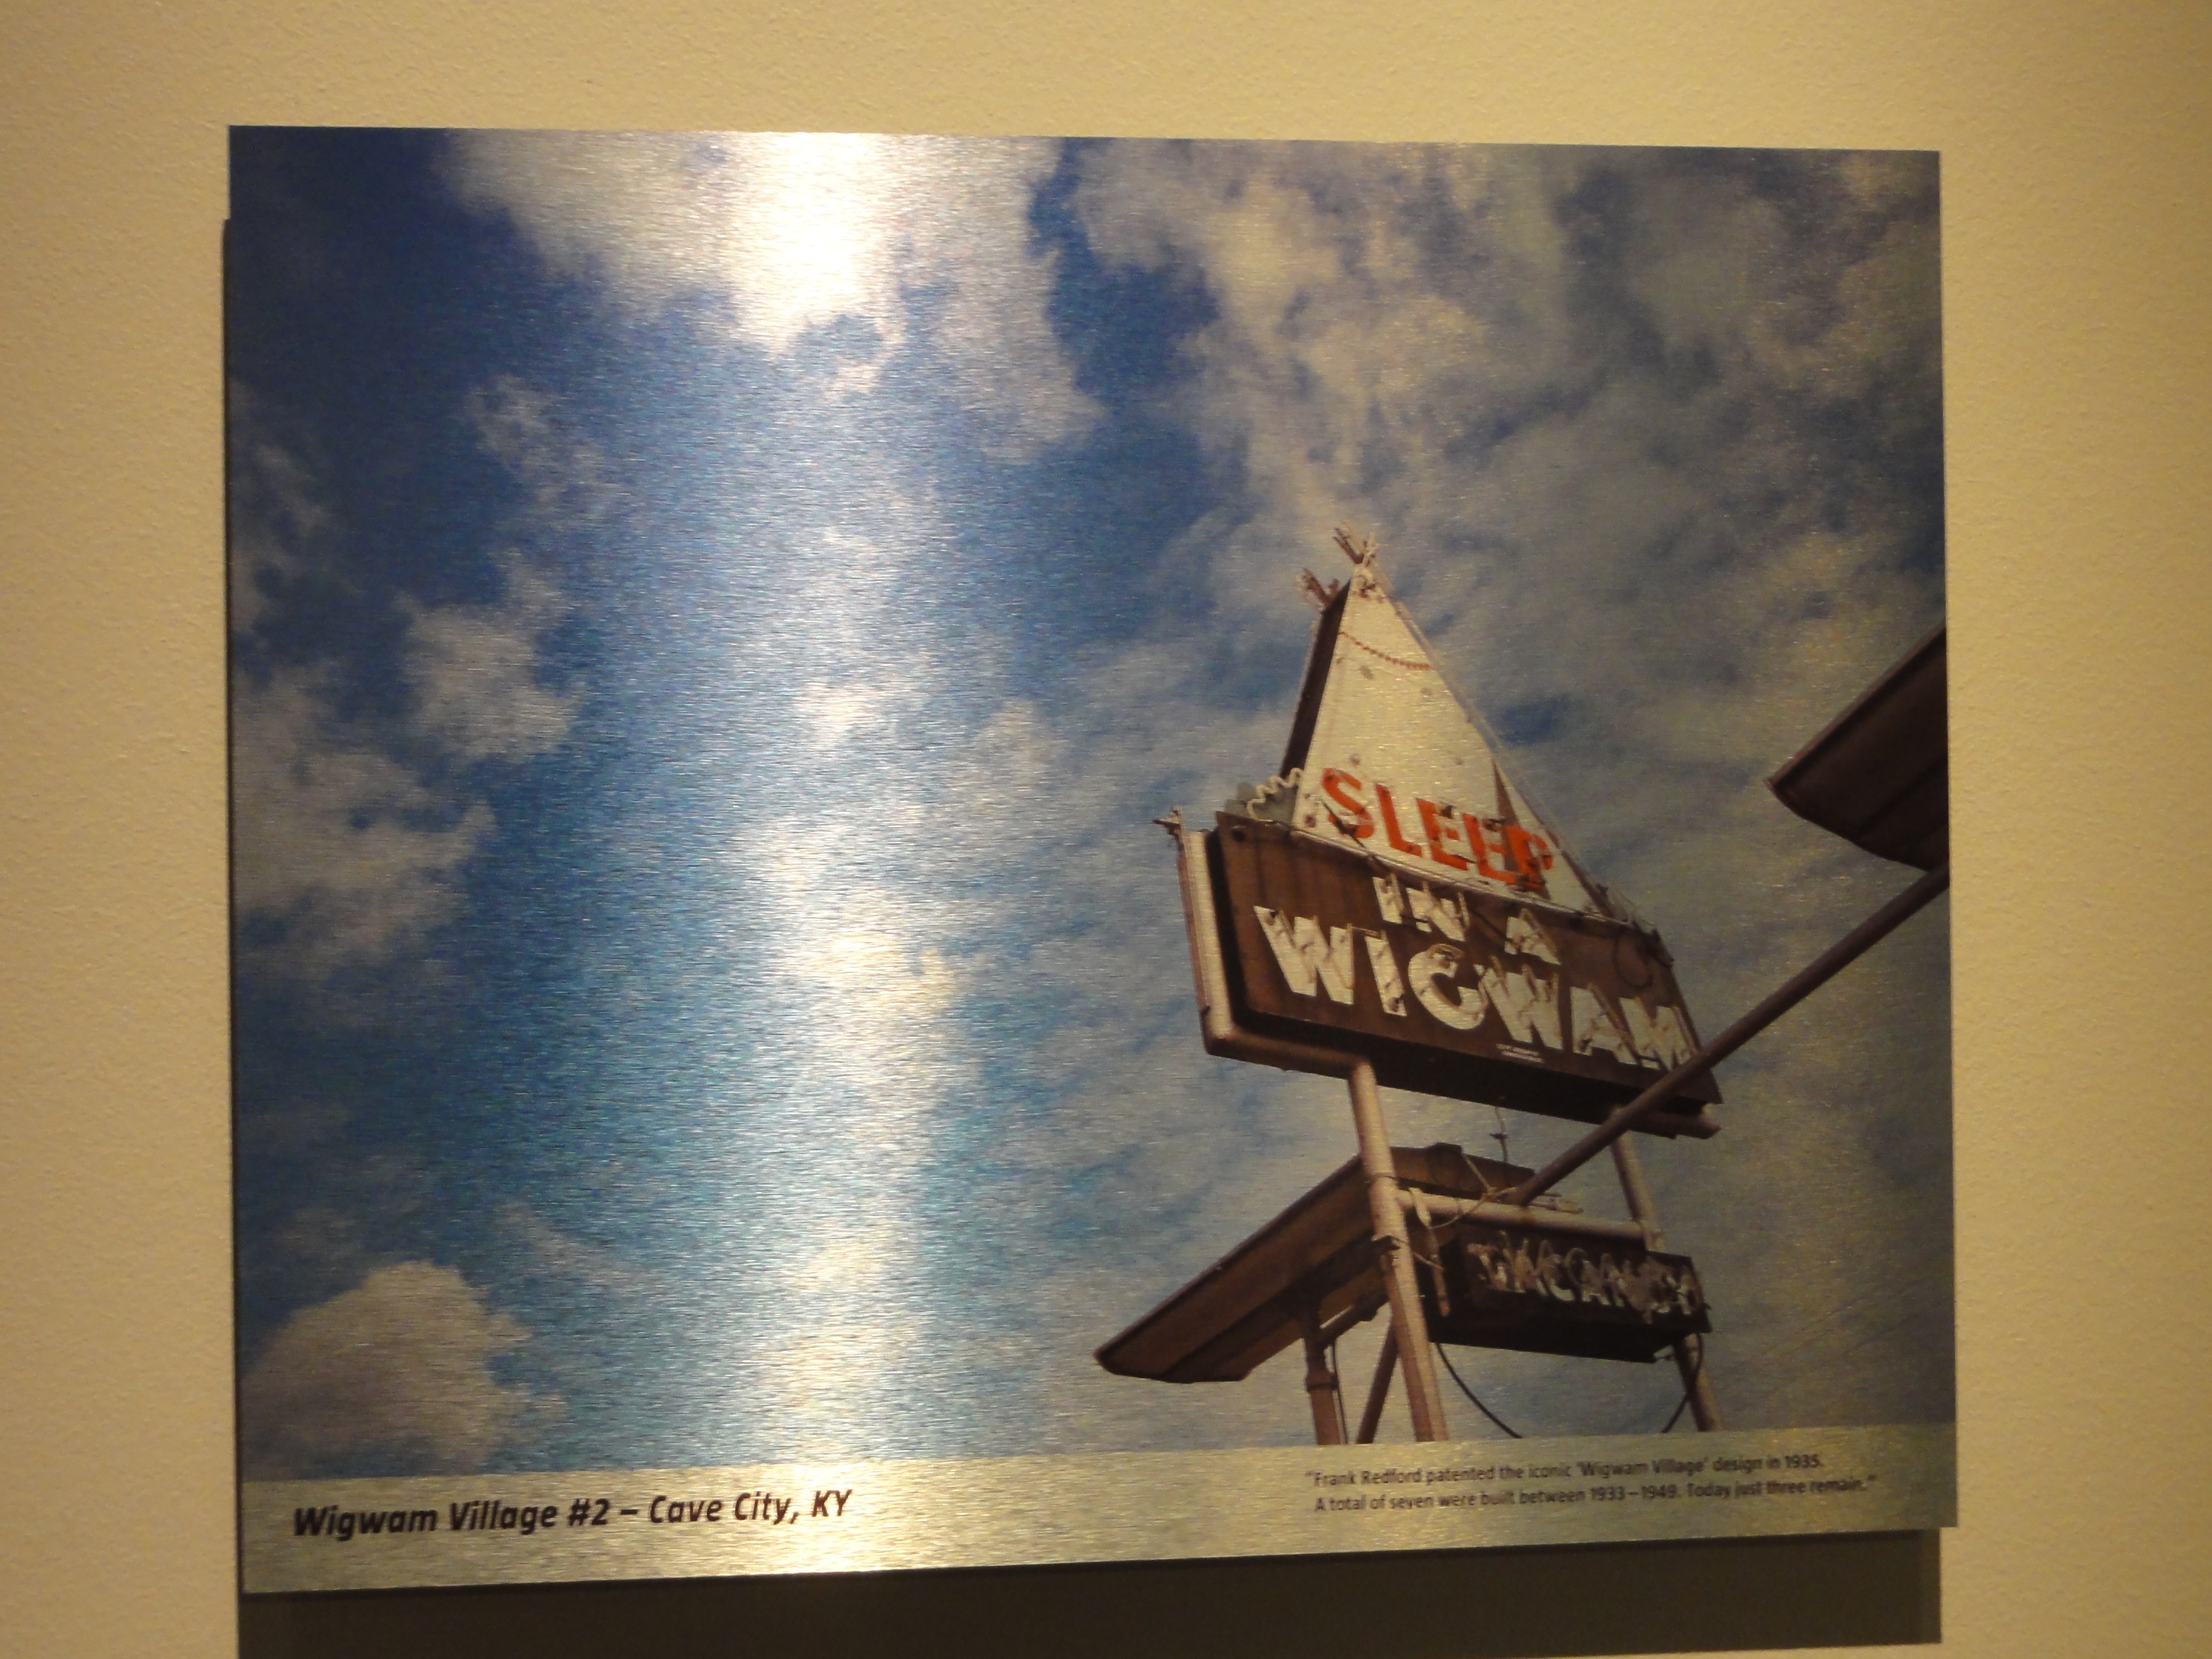 SLEEP
IN A
WIGWAM
VACANCY
Wigwam Village #2 – Cave City, KY
"Frank Redford patented the iconic 'Wigwam Village' design in 1935.
A total of seven were built between 1933–1949. Today just three remain."